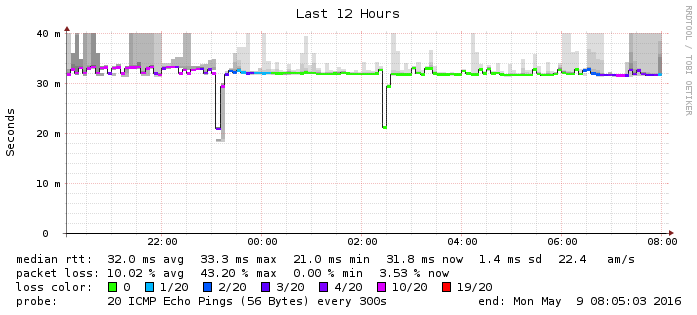 Last 12 Hours
RRDTOOL / TOBI OETIKER
Seconds
40 m
30 m
20 m
10 m
0
22:00 00:00 02:00 04:00 06:00 08:00
median rtt: 32.0 ms avg 33.3 ms max 21.0 ms min 31.8 ms now 1.4 ms sd 22.4 am/s
packet loss: 10.02 % avg 43.20 % max 0.00 % min 3.53 % now
loss color: 0 1/20 2/20 3/20 4/20 10/20 19/20
probe: 20 ICMP Echo Pings (56 Bytes) every 300s end: Mon May 9 08:05:03 2016